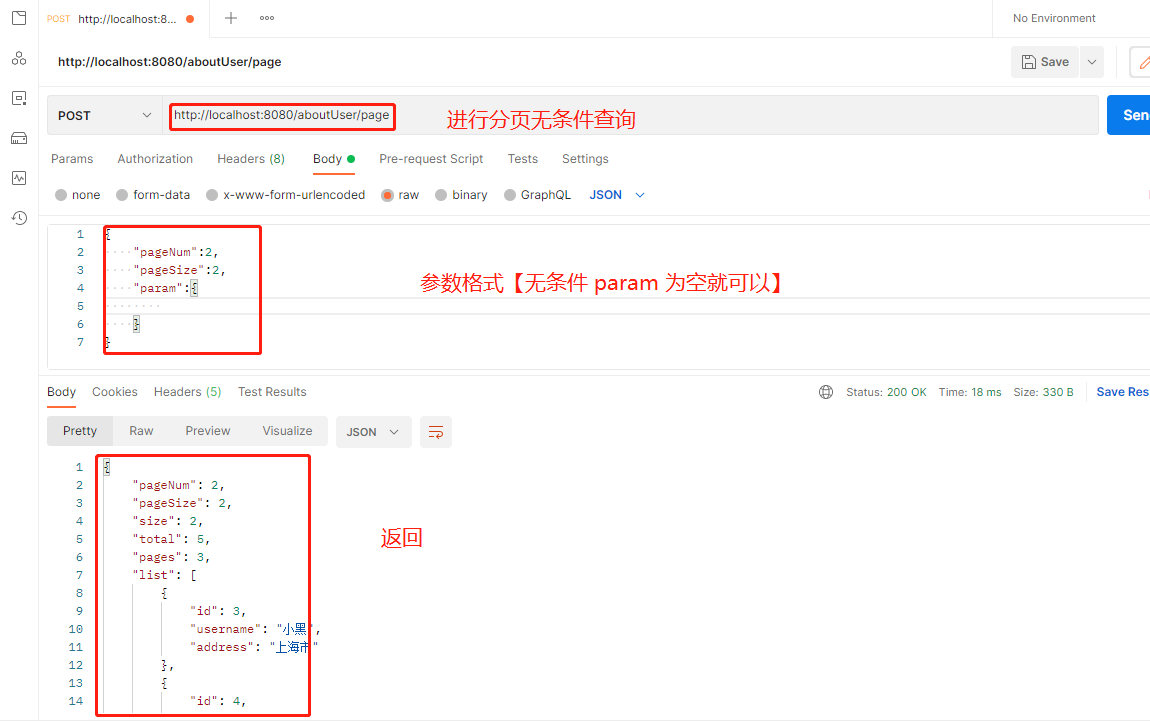 POST http://localhost:8... No Environment
http://localhost:8080/aboutUser/page Save
POST http://localhost:8080/aboutUser/page 进行分页无条件查询 Sen
Params Authorization Headers (8) Body Pre-request Script Tests Settings
none form-data x-www-form-urlencoded raw binary GraphQL JSON
1 {
2 "pageNum":2,
3 "pageSize":2,
4 "param":{
参数格式【无条件 param 为空就可以】
5
6 }
7 }
Body Cookies Headers (5) Test Results Status: 200 OK Time: 18 ms Size: 330 B Save Res
Pretty Raw Preview Visualize JSON
1 {
2 "pageNum": 2,
3 "pageSize": 2,
4 "size": 2,
5 "total": 5,
返回
6 "pages": 3,
7 "list": [
8 {
9 "id": 3,
10 "username": "小黑",
11 "address": "上海市"
12 },
13 {
14 "id": 4,